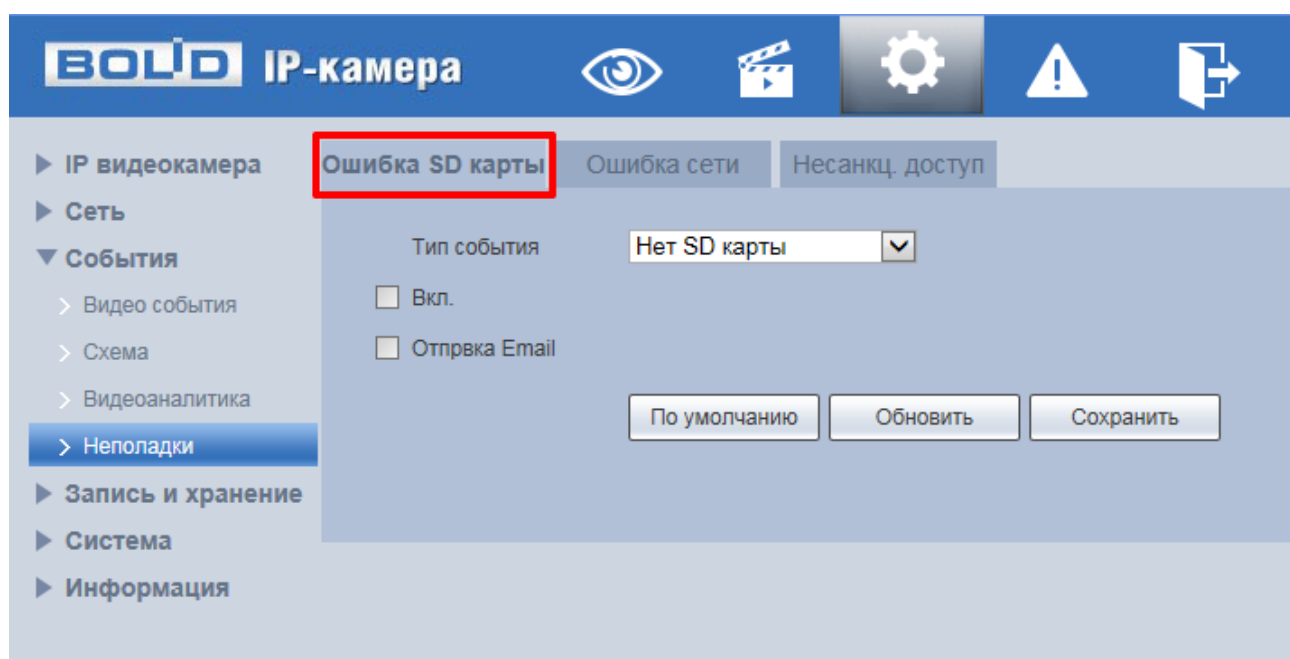 BOLID IP-камера
IP видеокамера
Сеть
События
Видео события
Схема
Видеоаналитика
Неполадки
Запись и хранение
Система
Информация
Ошибка SD карты Ошибка сети Несанкц. доступ
Тип события Нет SD карты
Вкл.
Отпрвка Email
По умолчанию Обновить Сохранить